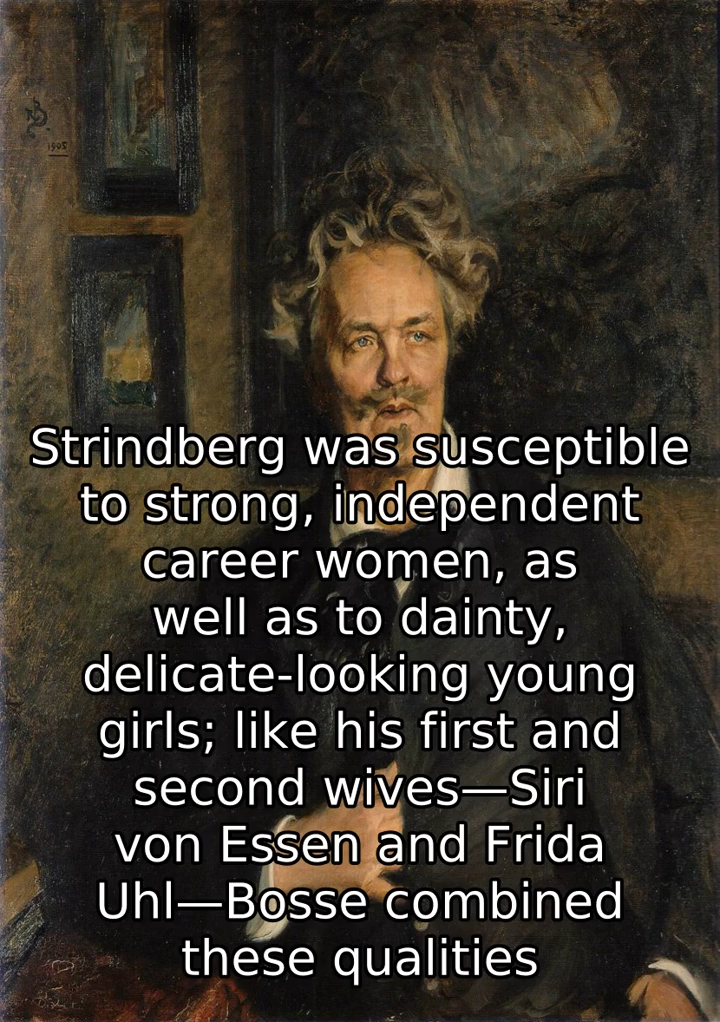 1905
Strindberg was susceptible
to strong, independent
career women, as
well as to dainty,
delicate-looking young
girls; like his first and
second wives—Siri
von Essen and Frida
Uhl—Bosse combined
these qualities